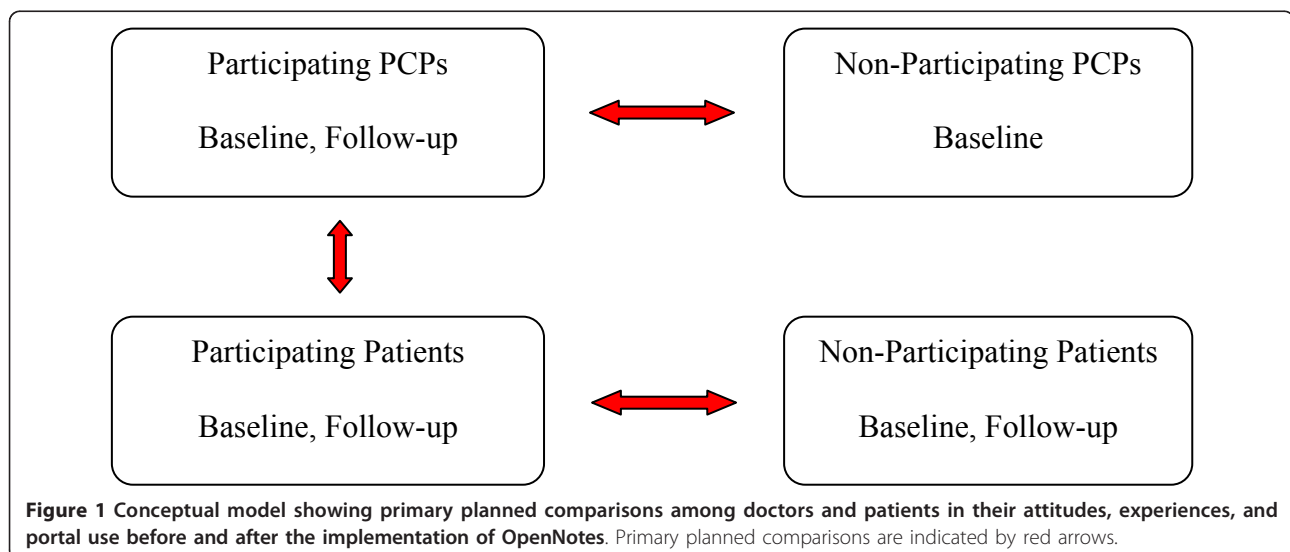 Participating PCPs
Baseline, Follow-up
Non-Participating PCPs
Baseline
Participating Patients
Baseline, Follow-up
Non-Participating Patients
Baseline, Follow-up
Figure 1 Conceptual model showing primary planned comparisons among doctors and patients in their attitudes, experiences, and
portal use before and after the implementation of OpenNotes. Primary planned comparisons are indicated by red arrows.